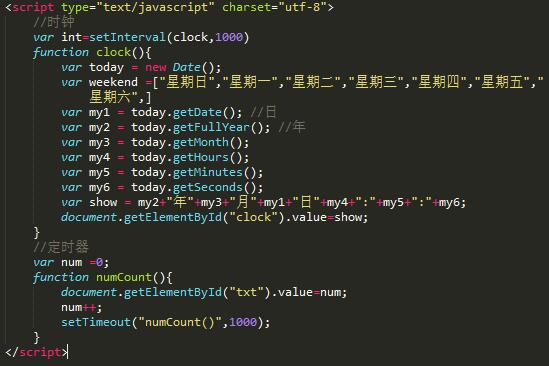 <script type="text/javascript" charset="utf-8">
//时钟
var int=setInterval(clock,1000)
function clock(){
var today = new Date();
var weekend =["星期日","星期一","星期二","星期三","星期四","星期五","
星期六",]
var my1 = today.getDate(); //日
var my2 = today.getFullYear(); //年
var my3 = today.getMonth();
var my4 = today.getHours();
var my5 = today.getMinutes();
var my6 = today.getSeconds();
var show = my2+"年"+my3+"月"+my1+"日"+my4+":"+my5+":"+my6;
document.getElementById("clock").value=show;
}
//定时器
var num =0;
function numCount(){
document.getElementById("txt").value=num;
num++;
setTimeout("numCount()",1000);
}
</script>